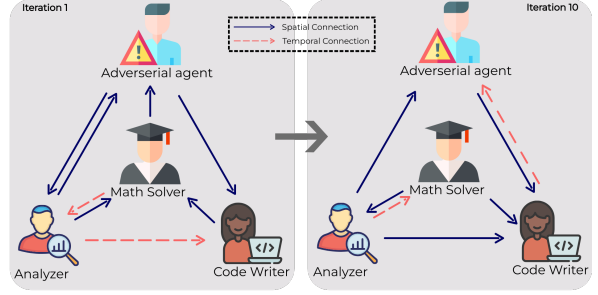 Iteration 1
Iteration 10
Spatial Connection
Temporal Connection
Adverserial agent
Adverserial agent
Math Solver
Math Solver
Analyzer
Code Writer
Analyzer
Code Writer